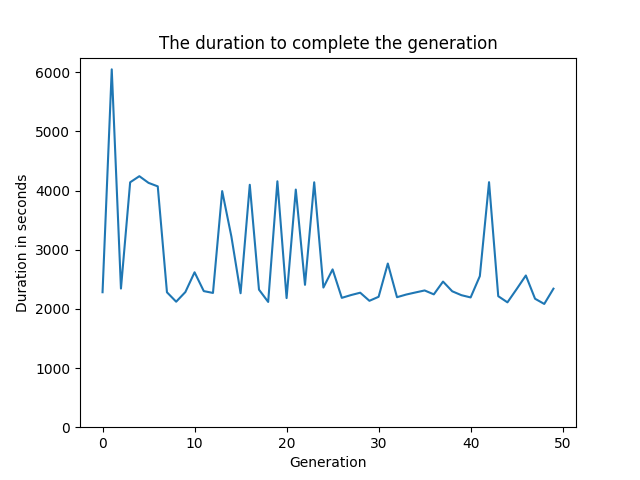 The duration to complete the generation
Duration in seconds
6000
5000
4000
3000
2000
1000
0
0 10 20 30 40 50
Generation